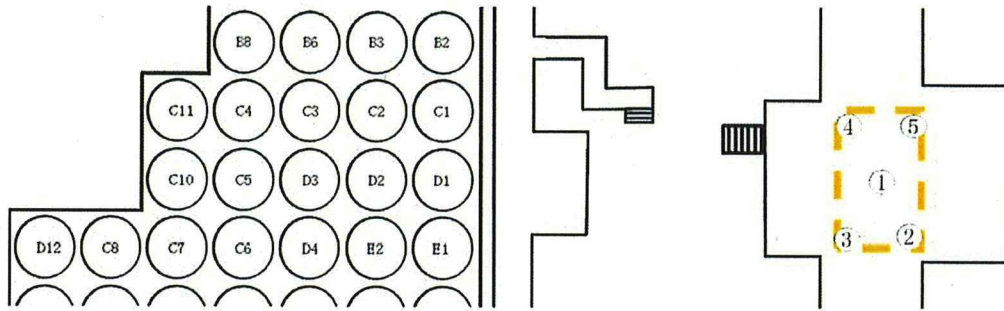 B8 B6 B3 B2
C11 C4 C3 C2 C1
C10 C5 D3 D2 D1
D12 C8 C7 C6 D4 E2 E1
④ ⑤
①
③ ②